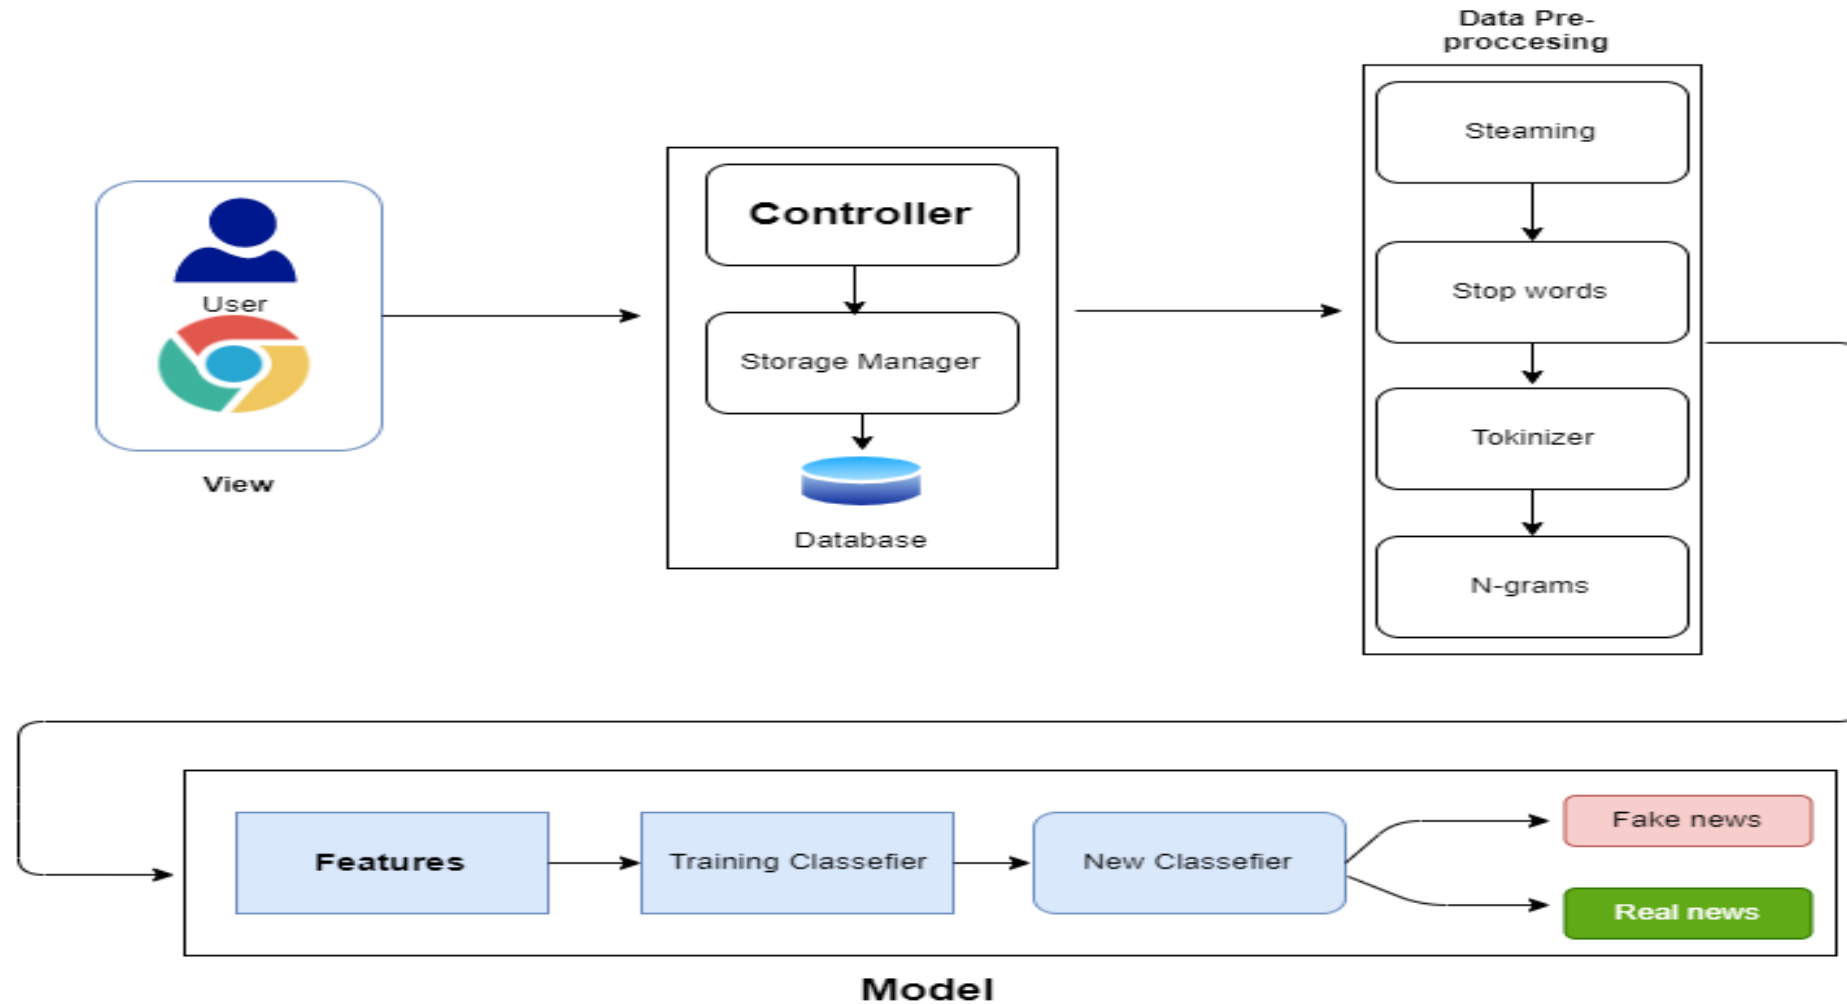 Data Pre-
proccesing
Steaming
Stop words
Tokinizer
N-grams
Controller
Storage Manager
Database
User
View
Features
Training Classefier
New Classefier
Fake news
Real news
Model